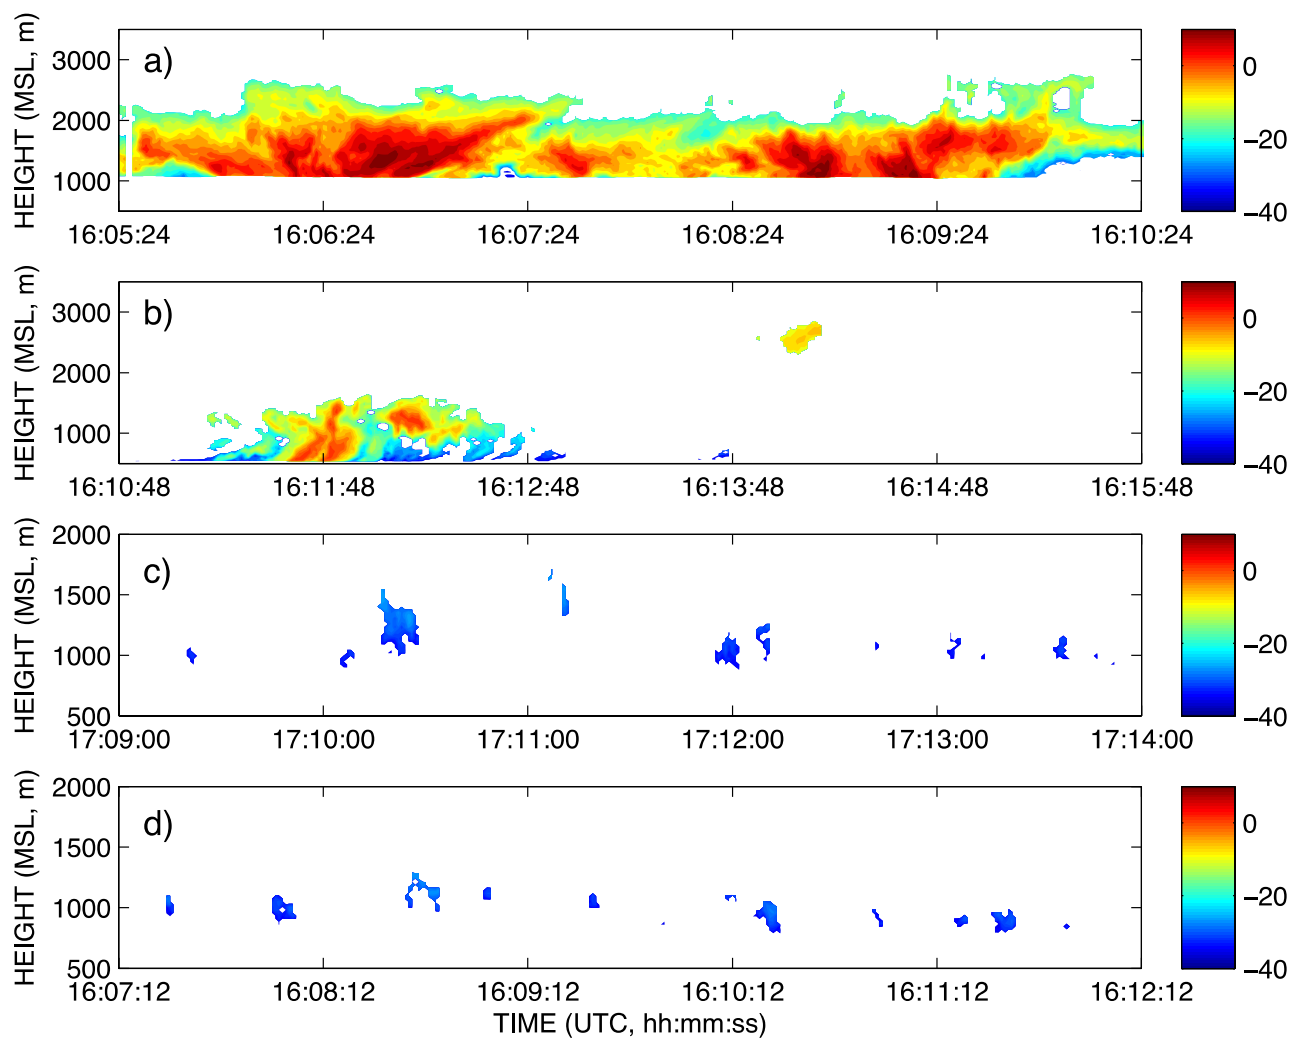 HEIGHT (MSL, m)
a)
3000
2000
1000
0
−20
−40
16:05:24 16:06:24 16:07:24 16:08:24 16:09:24 16:10:24
HEIGHT (MSL, m)
b)
3000
2000
1000
0
−20
−40
16:10:48 16:11:48 16:12:48 16:13:48 16:14:48 16:15:48
HEIGHT (MSL, m)
c)
2000
1500
1000
500
0
−20
−40
17:09:00 17:10:00 17:11:00 17:12:00 17:13:00 17:14:00
HEIGHT (MSL, m)
d)
2000
1500
1000
500
0
−20
−40
16:07:12 16:08:12 16:09:12 16:10:12 16:11:12 16:12:12
TIME (UTC, hh:mm:ss)